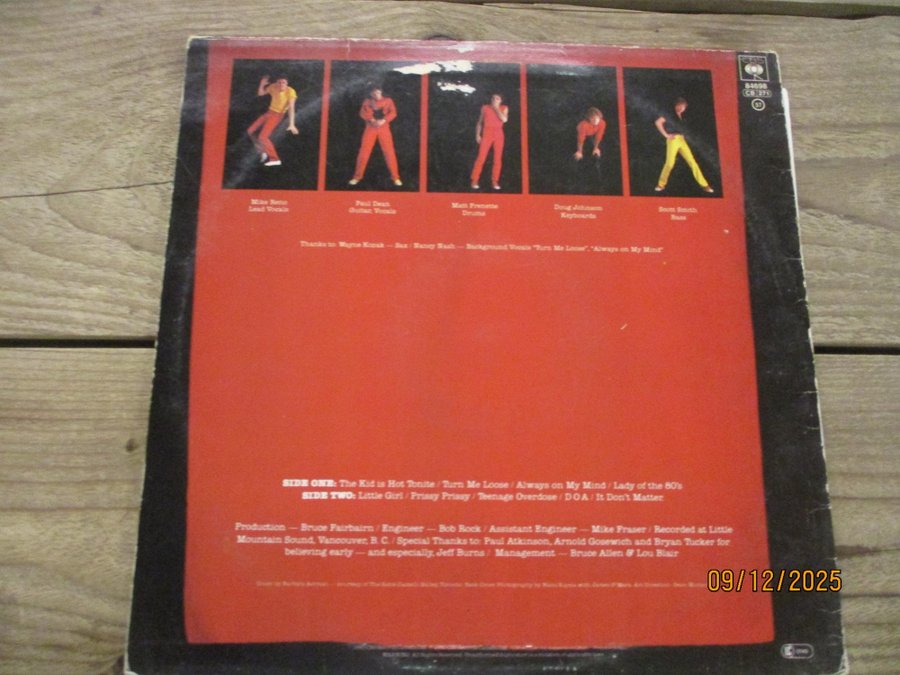 CBS
84698
CB 271
37
Mike Reno
Lead Vocals
Paul Dean
Guitar Vocals
Matt Frenette
Drums
Doug Johnson
Keyboards
Scott Smith
Bass
Thanks to: Wayne Kozak — Sax / Nancy Nash — Background Vocals "Turn Me Loose", "Always on My Mind"
SIDE ONE: The Kid is Hot Tonite / Turn Me Loose / Always on My Mind / Lady of the 80's
SIDE TWO: Little Girl / Prissy Prissy / Teenage Overdose / D O A / It Don't Matter
Production — Bruce Fairbairn / Engineer — Bob Rock / Assistant Engineer — Mike Fraser / Recorded at Little
Mountain Sound, Vancouver, B. C. / Special Thanks to: Paul Atkinson, Arnold Gosewich and Bryan Tucker for
believing early — and especially, Jeff Burns / Management — Bruce Allen & Lou Blair
09/12/2025